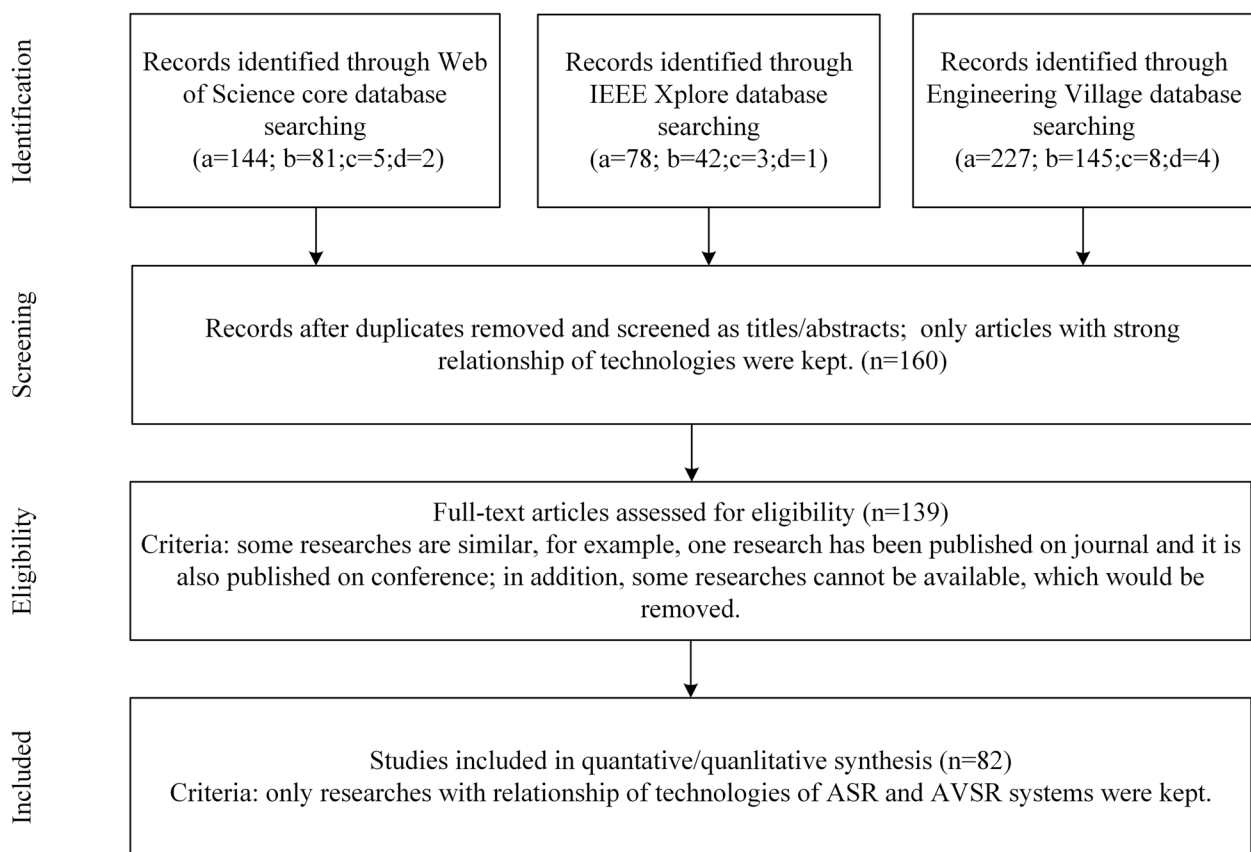 Identification
Records identified through Web
of Science core database
searching
(a=144; b=81;c=5;d=2)
Records identified through
IEEE Xplore database
searching
(a=78; b=42;c=3;d=1)
Records identified through
Engineering Village database
searching
(a=227; b=145;c=8;d=4)
Screening
Records after duplicates removed and screened as titles/abstracts;  only articles with strong
relationship of technologies were kept. (n=160)
Eligibility
Full-text articles assessed for eligibility (n=139)
Criteria: some researches are similar, for example, one research has been published on journal and it is
also published on conference; in addition, some researches cannot be available, which would be
removed.
Included
Studies included in quantative/quanlitative synthesis (n=82)
Criteria: only researches with relationship of technologies of ASR and AVSR systems were kept.